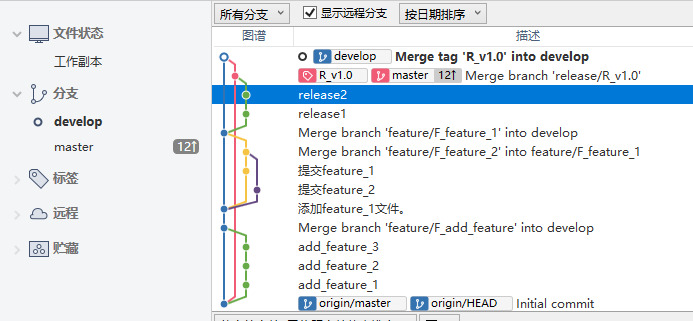 所有分支 显示远程分支 按日期排序
图谱 描述
文件状态
工作副本
分支
develop
master 12↑
标签
远程
贮藏
develop Merge tag 'R_v1.0' into develop
R_v1.0 master 12↑ Merge branch 'release/R_v1.0'
release2
release1
Merge branch 'feature/F_feature_1' into develop
Merge branch 'feature/F_feature_2' into feature/F_feature_1
提交feature_1
提交feature_2
添加feature_1文件。
Merge branch 'feature/F_add_feature' into develop
add_feature_3
add_feature_2
add_feature_1
origin/master origin/HEAD Initial commit